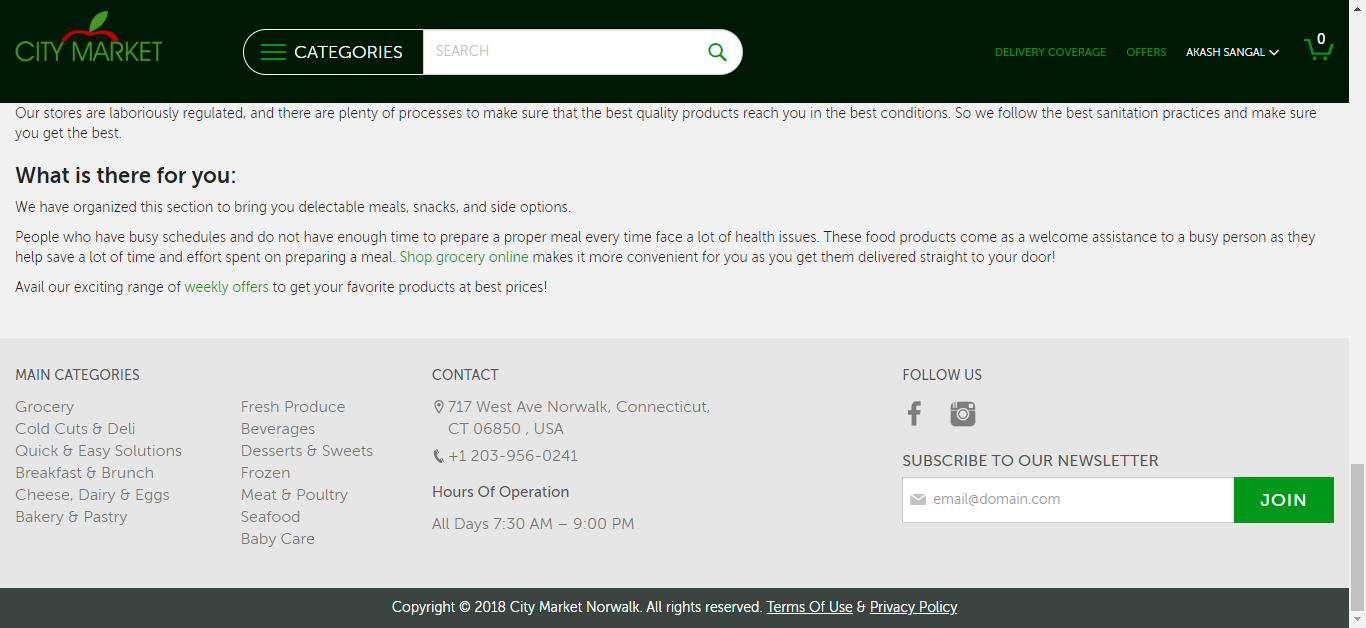 CITY MARKET
CATEGORIES
SEARCH
DELIVERY COVERAGE
OFFERS
AKASH SANGAL
0
Our stores are laboriously regulated, and there are plenty of processes to make sure that the best quality products reach you in the best conditions. So we follow the best sanitation practices and make sure
you get the best.
What is there for you:
We have organized this section to bring you delectable meals, snacks, and side options.
People who have busy schedules and do not have enough time to prepare a proper meal every time face a lot of health issues. These food products come as a welcome assistance to a busy person as they
help save a lot of time and effort spent on preparing a meal. Shop grocery online makes it more convenient for you as you get them delivered straight to your door!
Avail our exciting range of weekly offers to get your favorite products at best prices!
MAIN CATEGORIES
Grocery
Cold Cuts & Deli
Quick & Easy Solutions
Breakfast & Brunch
Cheese, Dairy & Eggs
Bakery & Pastry
Fresh Produce
Beverages
Desserts & Sweets
Frozen
Meat & Poultry
Seafood
Baby Care
CONTACT
717 West Ave Norwalk, Connecticut,
CT 06850 , USA
+1 203-956-0241
Hours Of Operation
All Days 7:30 AM – 9:00 PM
FOLLOW US
SUBSCRIBE TO OUR NEWSLETTER
email@domain.com
JOIN
Copyright © 2018 City Market Norwalk. All rights reserved. Terms Of Use & Privacy Policy